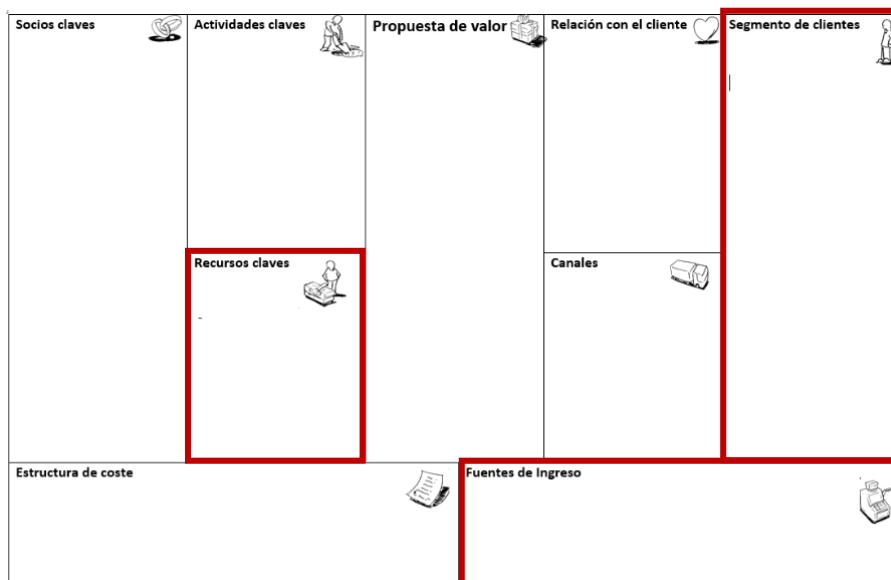 Socios claves
Actividades claves
Propuesta de valor
Relación con el cliente
Segmento de clientes
Recursos claves
Canales
Estructura de coste
Fuentes de Ingreso